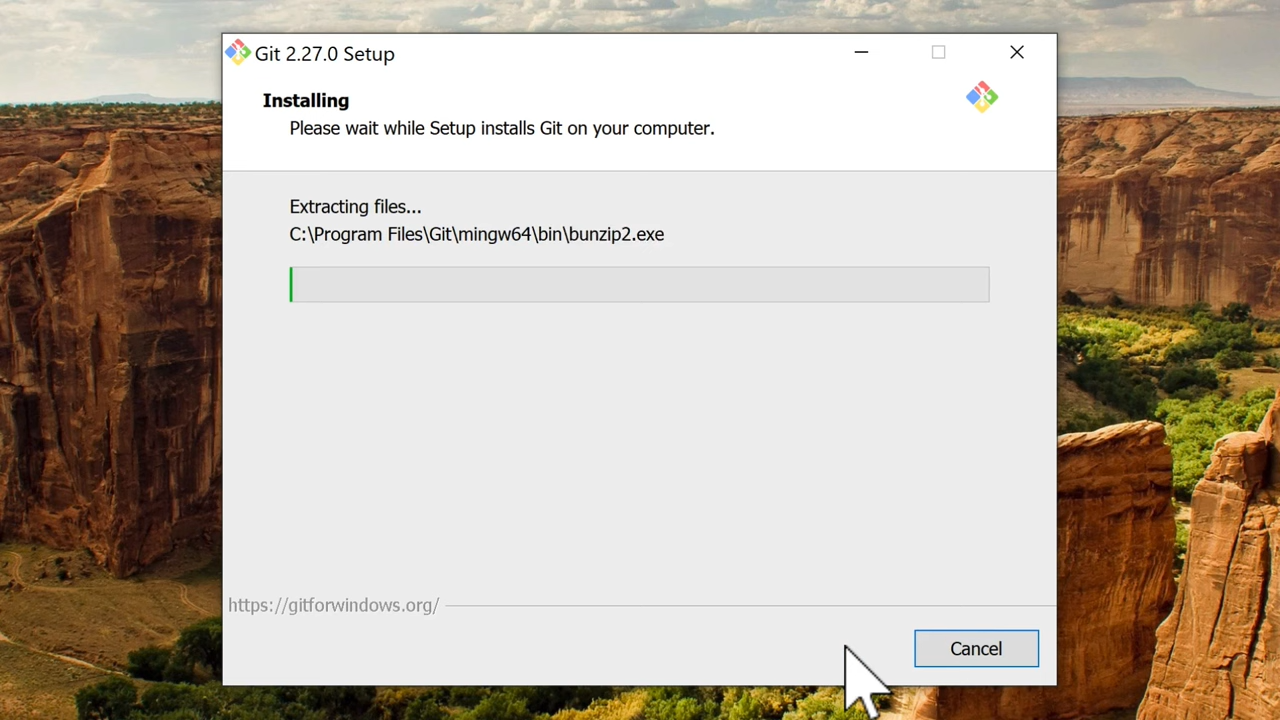 Git 2.27.0 Setup
Installing
Please wait while Setup installs Git on your computer.
Extracting files...
C:\Program Files\Git\mingw64\bin\bunzip2.exe
https://gitforwindows.org/
Cancel